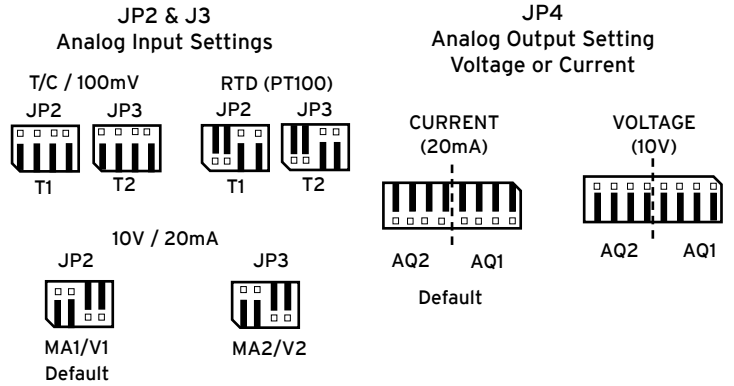 JP2 & J3
Analog Input Settings
T/C / 100mV
JP2 JP3
T1 T2
RTD (PT100)
JP2 JP3
T1 T2
10V / 20mA
JP2 JP3
MA1/V1 MA2/V2
Default
JP4
Analog Output Setting
Voltage or Current
CURRENT
(20mA)
AQ2 AQ1
Default
VOLTAGE
(10V)
AQ2 AQ1